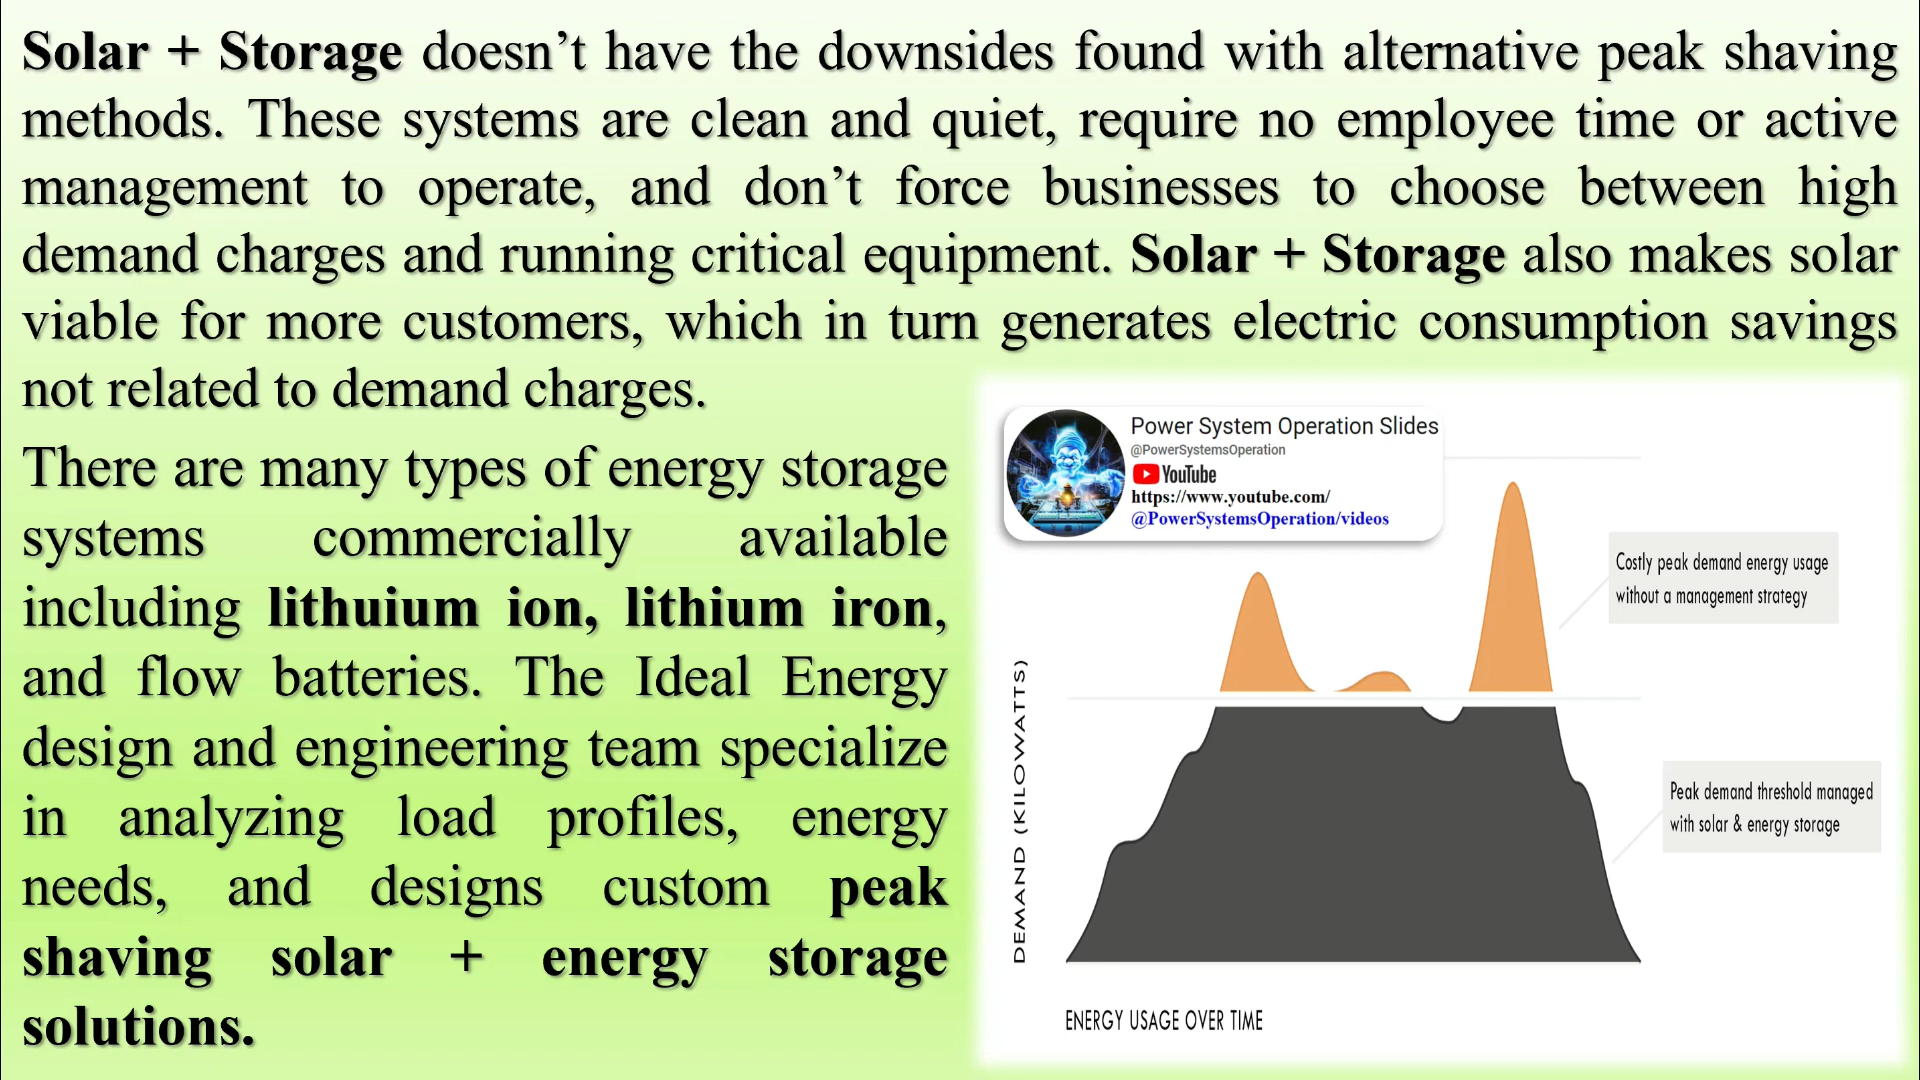 Solar + Storage doesn’t have the downsides found with alternative peak shaving
methods. These systems are clean and quiet, require no employee time or active
management to operate, and don’t force businesses to choose between high
demand charges and running critical equipment. Solar + Storage also makes solar
viable for more customers, which in turn generates electric consumption savings
not related to demand charges.
There are many types of energy storage
systems commercially available
including lithuium ion, lithium iron,
and flow batteries. The Ideal Energy
design and engineering team specialize
in analyzing load profiles, energy
needs, and designs custom peak
shaving solar + energy storage
solutions.
Power System Operation Slides
@PowerSystemsOperation
YouTube
https://www.youtube.com/
@PowerSystemsOperation/videos
Costly peak demand energy usage
without a management strategy
Peak demand threshold managed
with solar & energy storage
DEMAND (KILOWATTS)
ENERGY USAGE OVER TIME